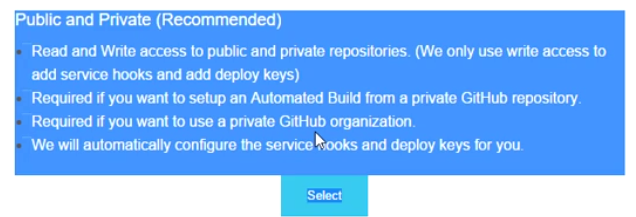 Public and Private (Recommended)
Read and Write access to public and private repositories. (We only use write access to
add service hooks and add deploy keys)
Required if you want to setup an Automated Build from a private GitHub repository.
Required if you want to use a private GitHub organization.
We will automatically configure the service hooks and deploy keys for you.
Select